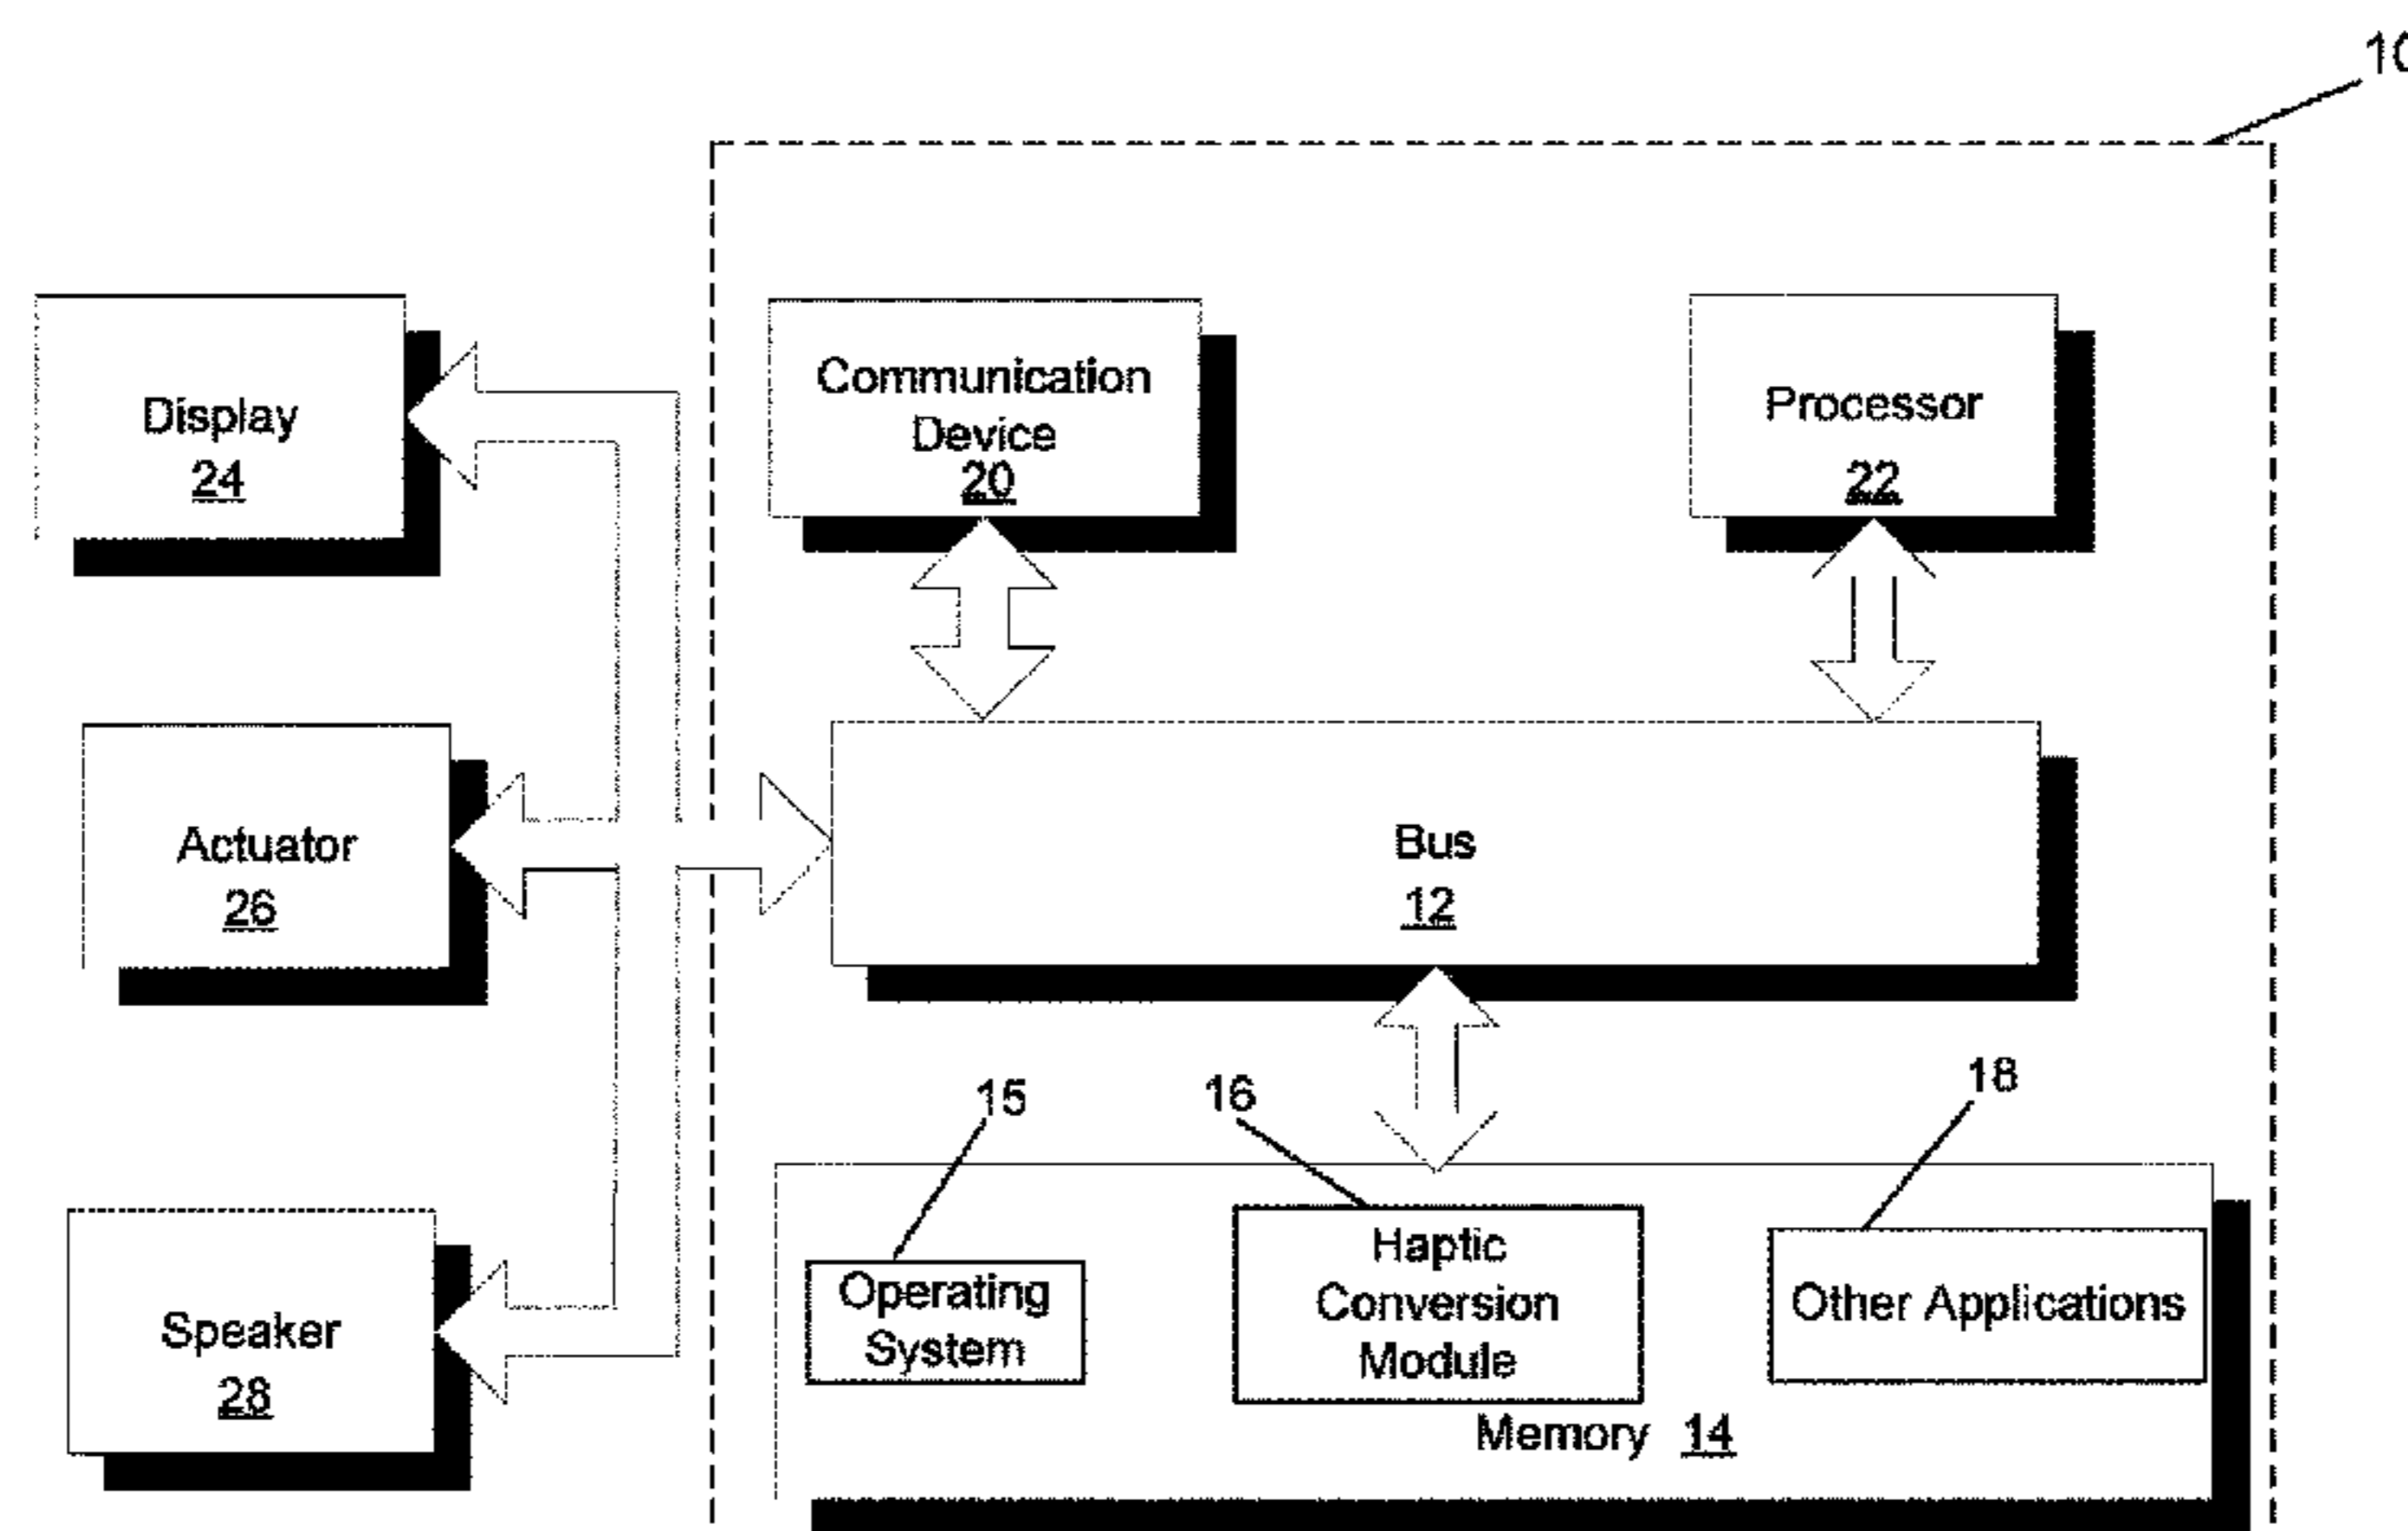 10
Display
24
Communication
Device
20
Processor
22
Actuator
26
Bus
12
15
16
18
Speaker
28
Operating
System
Haptic
Conversion
Module
Other Applications
Memory 14